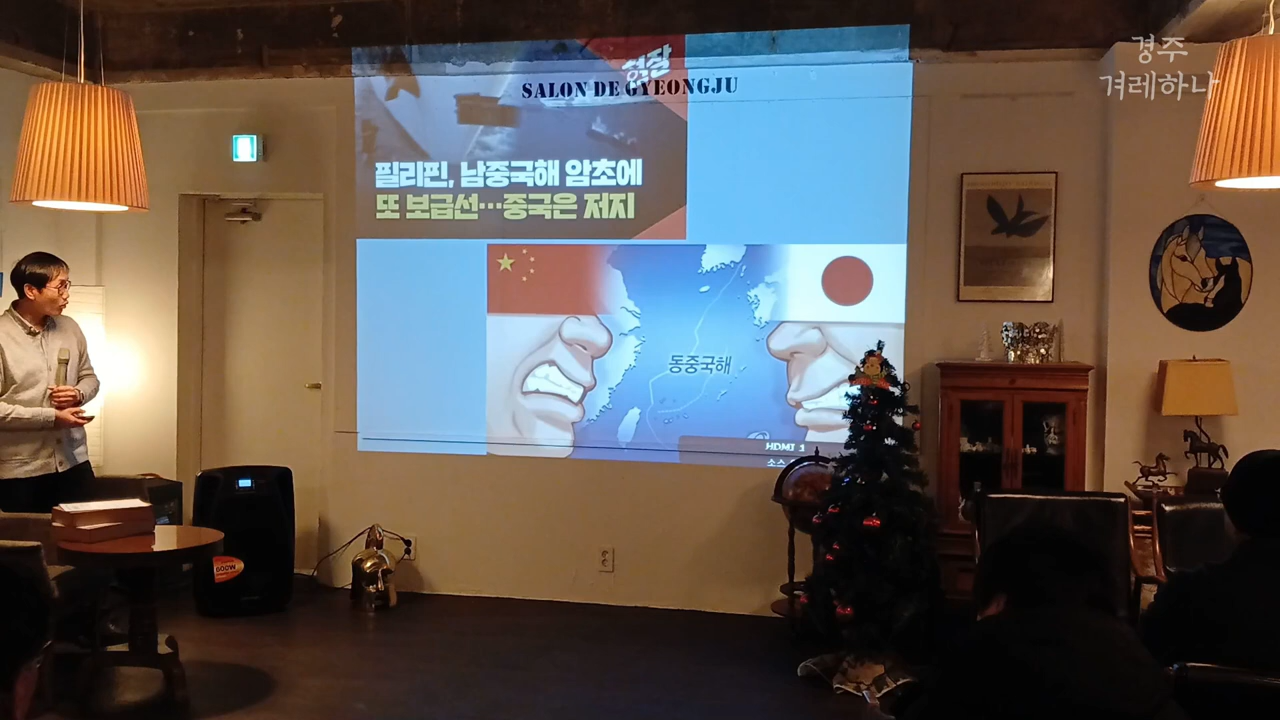 경주
겨레하나
SALON DE GYEONGJU
필리핀, 남중국해 암초에
또 보급선…중국은 저지
동중국해
HDMI 1
600W